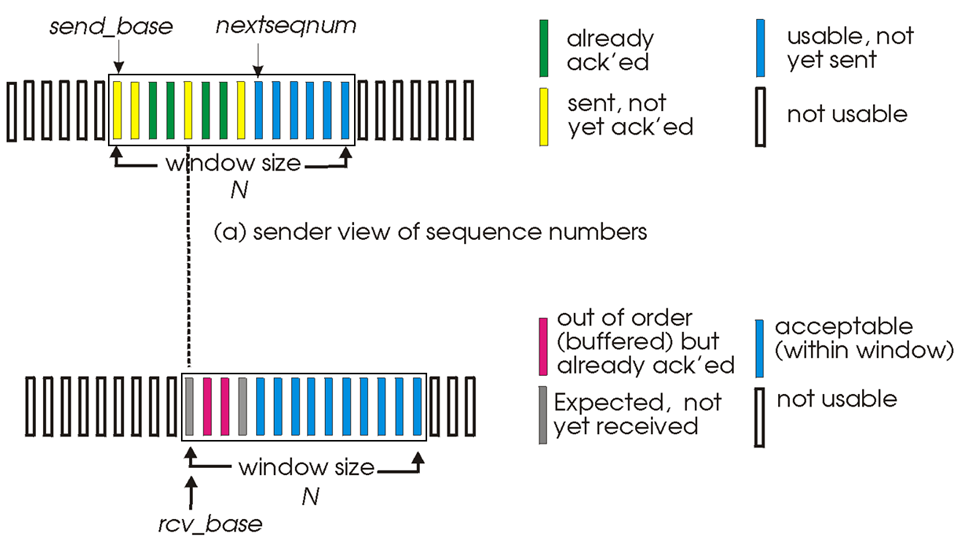 send_base
nextseqnum
already
ack'ed
usable, not
yet sent
sent, not
yet ack'ed
not usable
window size
N
(a) sender view of sequence numbers
out of order
(buffered) but
already ack'ed
acceptable
(within window)
Expected, not
yet received
not usable
window size
N
rcv_base